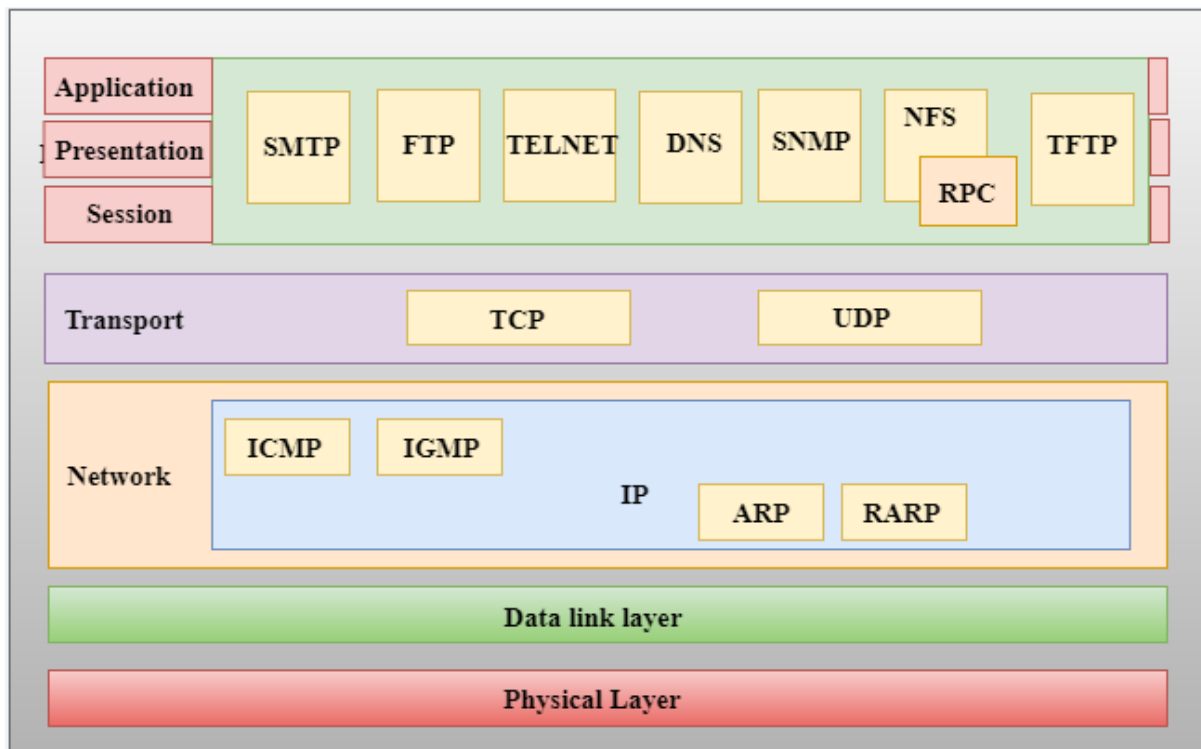 Application
Presentation
Session
SMTP
FTP
TELNET
DNS
SNMP
NFS
RPC
TFTP
Transport
TCP
UDP
Network
ICMP
IGMP
IP
ARP
RARP
Data link layer
Physical Layer